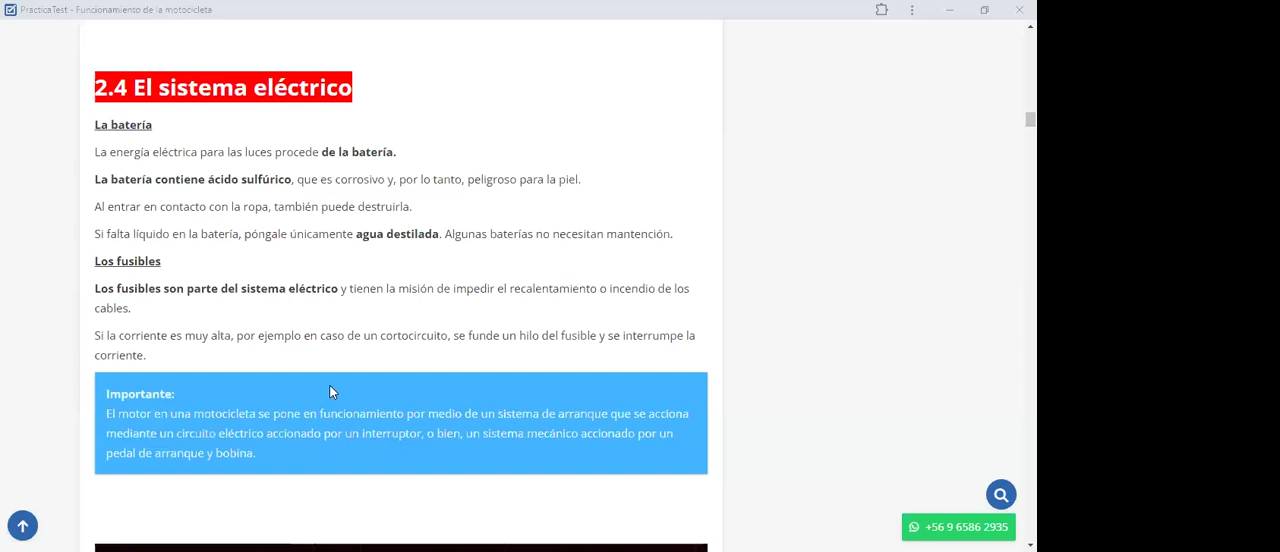 PracticaTest - Funcionamiento de la motocicleta
2.4 El sistema eléctrico
La batería
La energía eléctrica para las luces procede de la batería.
La batería contiene ácido sulfúrico, que es corrosivo y, por lo tanto, peligroso para la piel.
Al entrar en contacto con la ropa, también puede destruirla.
Si falta líquido en la batería, póngale únicamente agua destilada. Algunas baterías no necesitan mantención.
Los fusibles
Los fusibles son parte del sistema eléctrico y tienen la misión de impedir el recalentamiento o incendio de los
cables.
Si la corriente es muy alta, por ejemplo en caso de un cortocircuito, se funde un hilo del fusible y se interrumpe la
corriente.
Importante:
El motor en una motocicleta se pone en funcionamiento por medio de un sistema de arranque que se acciona
mediante un circuito eléctrico accionado por un interruptor, o bien, un sistema mecánico accionado por un
pedal de arranque y bobina.
+56 9 6586 2935